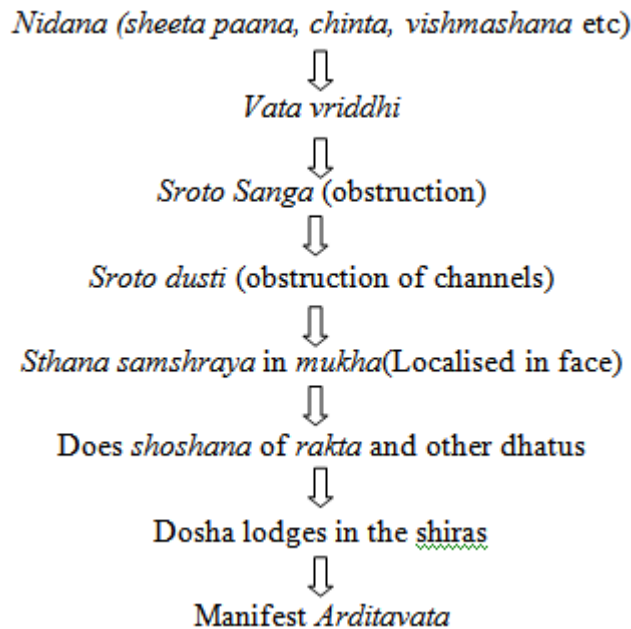 Nidana (sheeta paana, chinta, vishmashana etc)
Vata vriddhi
Sroto Sanga (obstruction)
Sroto dusti (obstruction of channels)
Sthana samshraya in mukha(Localised in face)
Does shoshana of rakta and other dhatus
Dosha lodges in the shiras
Manifest Arditavata